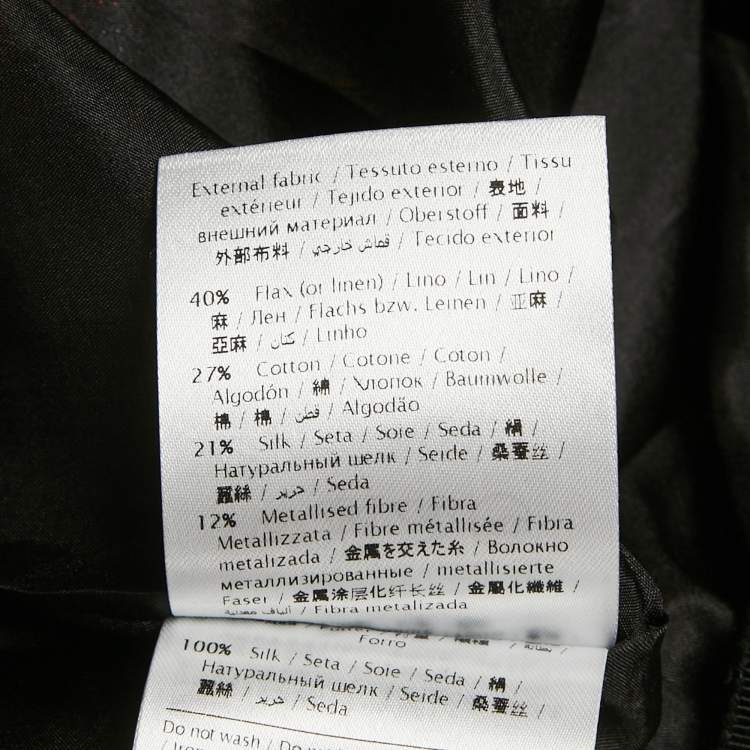 External fabric / Tessuto esterno / Tissu
extérieur / Tejido exterior / 表地 /
внешний материал / Oberstoff / 面料 /
外部布料 / قماش خارجي / Tecido exterior
40% Flax (or linen) / Lino / Lin / Lino /
麻 / Лен / Flachs bzw. Leinen / 亚麻 /
亞麻 / كتان / Linho
27% Cotton / Cotone / Coton /
Algodón / 綿 / Хлопок / Baumwolle /
棉 / 棉 / قطن / Algodão
21% Silk / Seta / Soie / Seda / 絹 /
Натуральный шелк / Seide / 桑蚕丝 /
蠶絲 / حرير / Seda
12% Metallised fibre / Fibra
Metallizzata / Fibre métallisée / Fibra
metalizada / 金属を交えた糸 / Волокно
металлизированные / metallisierte
Faser / 金属涂层化纤长丝 / 金屬化纖維 /
ألياف معدنية / Fibra metalizada
Forro
100% Silk / Seta / Soie / Seda / 絹 /
Натуральный шелк / Seide / 桑蚕丝 /
蠶絲 / حرير / Seda
Do not wash /